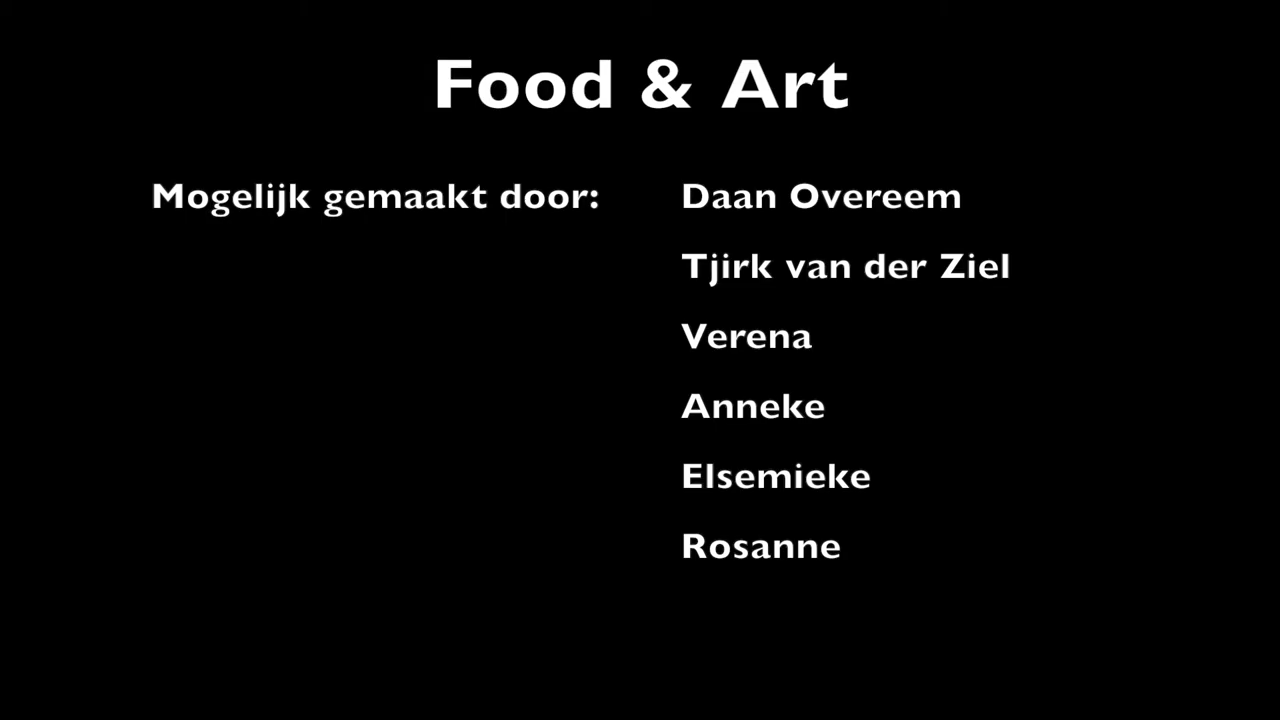 Food & Art
Mogelijk gemaakt door: Daan Overeem
Tjirk van der Ziel
Verena
Anneke
Elsemieke
Rosanne